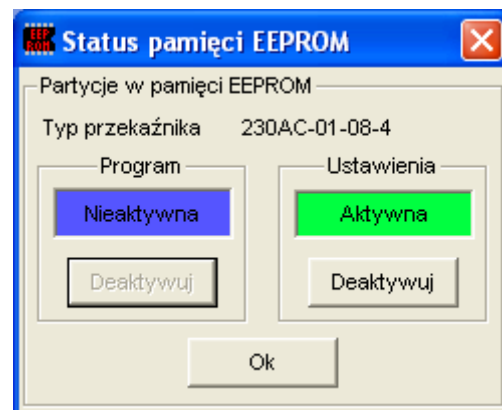 EEP
ROM
Status pamięci EEPROM
Partycje w pamięci EEPROM
Typ przekaźnika 230AC-01-08-4
Program
Ustawienia
Nieaktywna
Aktywna
Deaktywuj
Deaktywuj
Ok